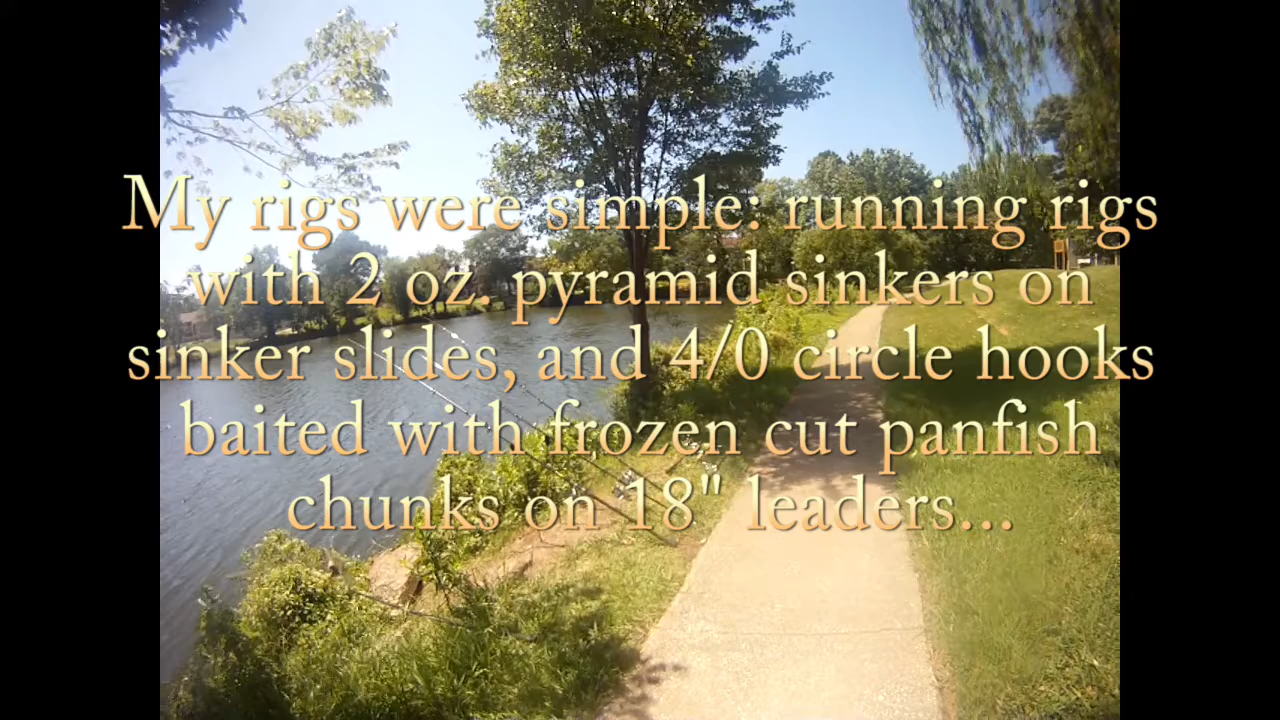 My rigs were simple: running rigs
with 2 oz. pyramid sinkers on
sinker slides, and 4/0 circle hooks
baited with frozen cut panfish
chunks on 18" leaders...